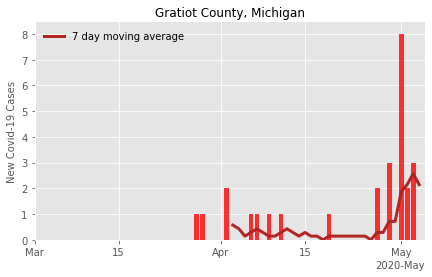 Gratiot County, Michigan
7 day moving average
New Covid-19 Cases
8
7
6
5
4
3
2
1
0
Mar
15
April
15
May
2020-May